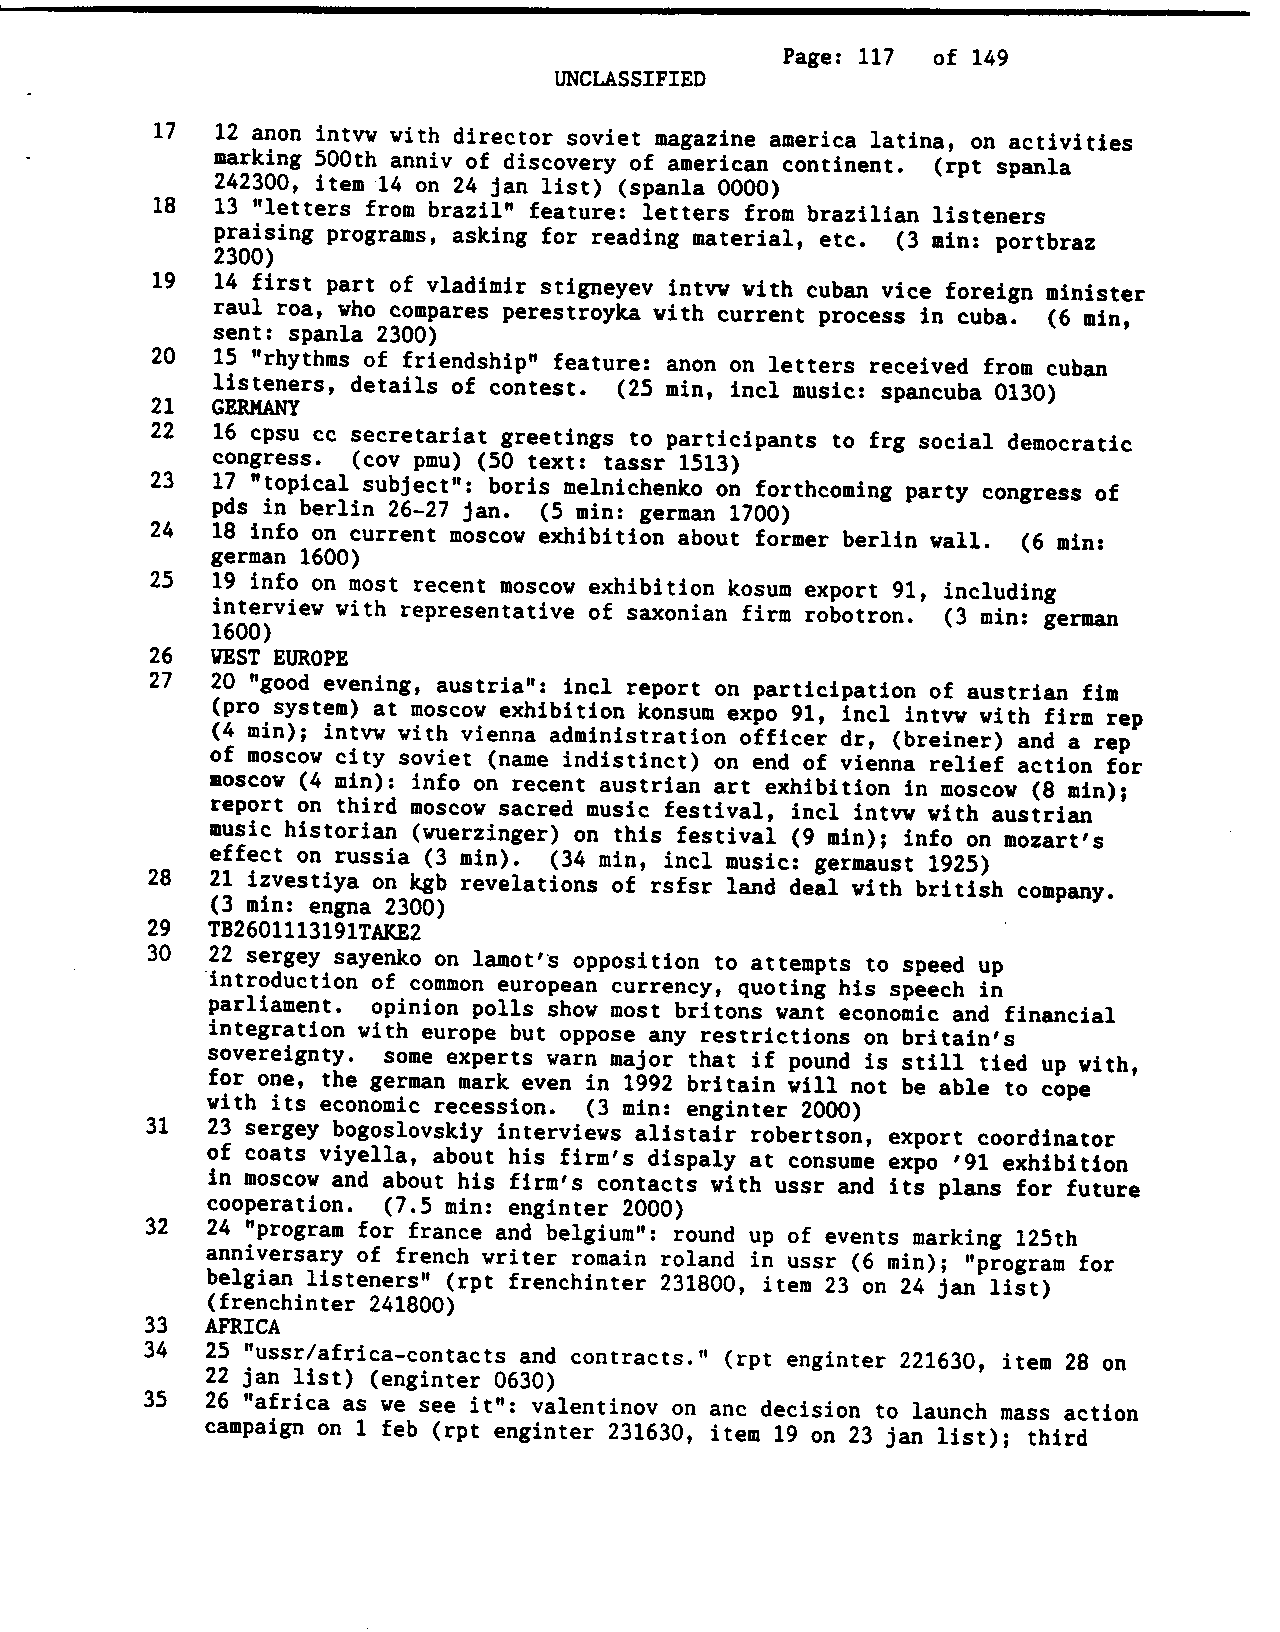 Page: 117 of 149
UNCLASSIFIED
17 12 anon intvw with director soviet magazine america latina, on activities
marking 500th anniv of discovery of american continent. (rpt spanla
242300, item 14 on 24 jan list) (spanla 0000)
18 13 "letters from brazil" feature: letters from brazilian listeners
praising programs, asking for reading material, etc. (3 min: portbraz
2300)
19 14 first part of vladimir stigneyev intvw with cuban vice foreign minister
raul roa, who compares perestroyka with current process in cuba. (6 min,
sent: spanla 2300)
20 15 "rhythms of friendship" feature: anon on letters received from cuban
listeners, details of contest. (25 min, incl music: spancuba 0130)
21 GERMANY
22 16 cpsu cc secretariat greetings to participants to frg social democratic
congress. (cov pmu) (50 text: tassr 1513)
23 17 "topical subject": boris melnichenko on forthcoming party congress of
pds in berlin 26-27 jan. (5 min: german 1700)
24 18 info on current moscow exhibition about former berlin wall. (6 min:
german 1600)
25 19 info on most recent moscow exhibition kosum export 91, including
interview with representative of saxonian firm robotron. (3 min: german
1600)
26 WEST EUROPE
27 20 "good evening, austria": incl report on participation of austrian fim
(pro system) at moscow exhibition konsum expo 91, incl intvw with firm rep
(4 min); intvw with vienna administration officer dr, (breiner) and a rep
of moscow city soviet (name indistinct) on end of vienna relief action for
moscow (4 min): info on recent austrian art exhibition in moscow (8 min);
report on third moscow sacred music festival, incl intvw with austrian
music historian (wuerzinger) on this festival (9 min); info on mozart's
effect on russia (3 min). (34 min, incl music: germaust 1925)
28 21 izvestiya on kgb revelations of rsfsr land deal with british company.
(3 min: engna 2300)
29 TB2601113191TAKE2
30 22 sergey sayenko on lamot's opposition to attempts to speed up
introduction of common european currency, quoting his speech in
parliament. opinion polls show most britons want economic and financial
integration with europe but oppose any restrictions on britain's
sovereignty. some experts warn major that if pound is still tied up with,
for one, the german mark even in 1992 britain will not be able to cope
with its economic recession. (3 min: enginter 2000)
31 23 sergey bogoslovskiy interviews alistair robertson, export coordinator
of coats viyella, about his firm's dispaly at consume expo '91 exhibition
in moscow and about his firm's contacts with ussr and its plans for future
cooperation. (7.5 min: enginter 2000)
32 24 "program for france and belgium": round up of events marking 125th
anniversary of french writer romain roland in ussr (6 min); "program for
belgian listeners" (rpt frenchinter 231800, item 23 on 24 jan list)
(frenchinter 241800)
33 AFRICA
34 25 "ussr/africa-contacts and contracts." (rpt enginter 221630, item 28 on
22 jan list) (enginter 0630)
35 26 "africa as we see it": valentinov on anc decision to launch mass action
campaign on 1 feb (rpt enginter 231630, item 19 on 23 jan list); third